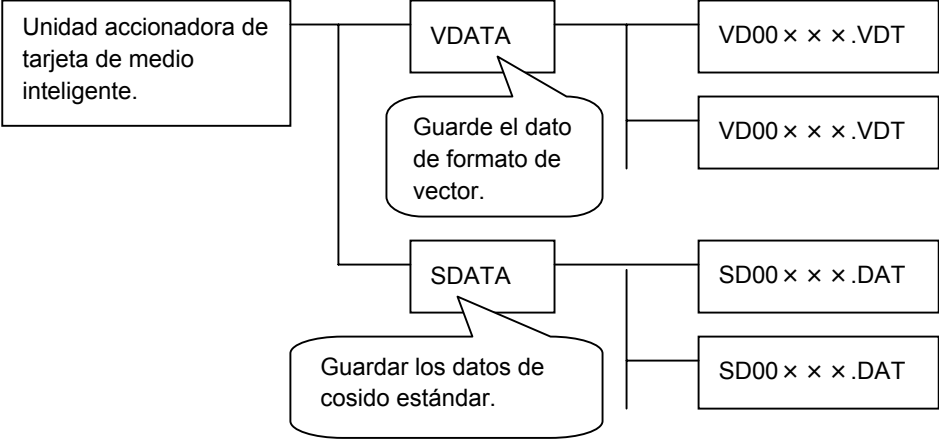 Unidad accionadora de
tarjeta de medio
inteligente.
VDATA
VD00×××.VDT
VD00×××.VDT
Guarde el dato
de formato de
vector.
SDATA
SD00×××.DAT
SD00×××.DAT
Guardar los datos de
cosido estándar.